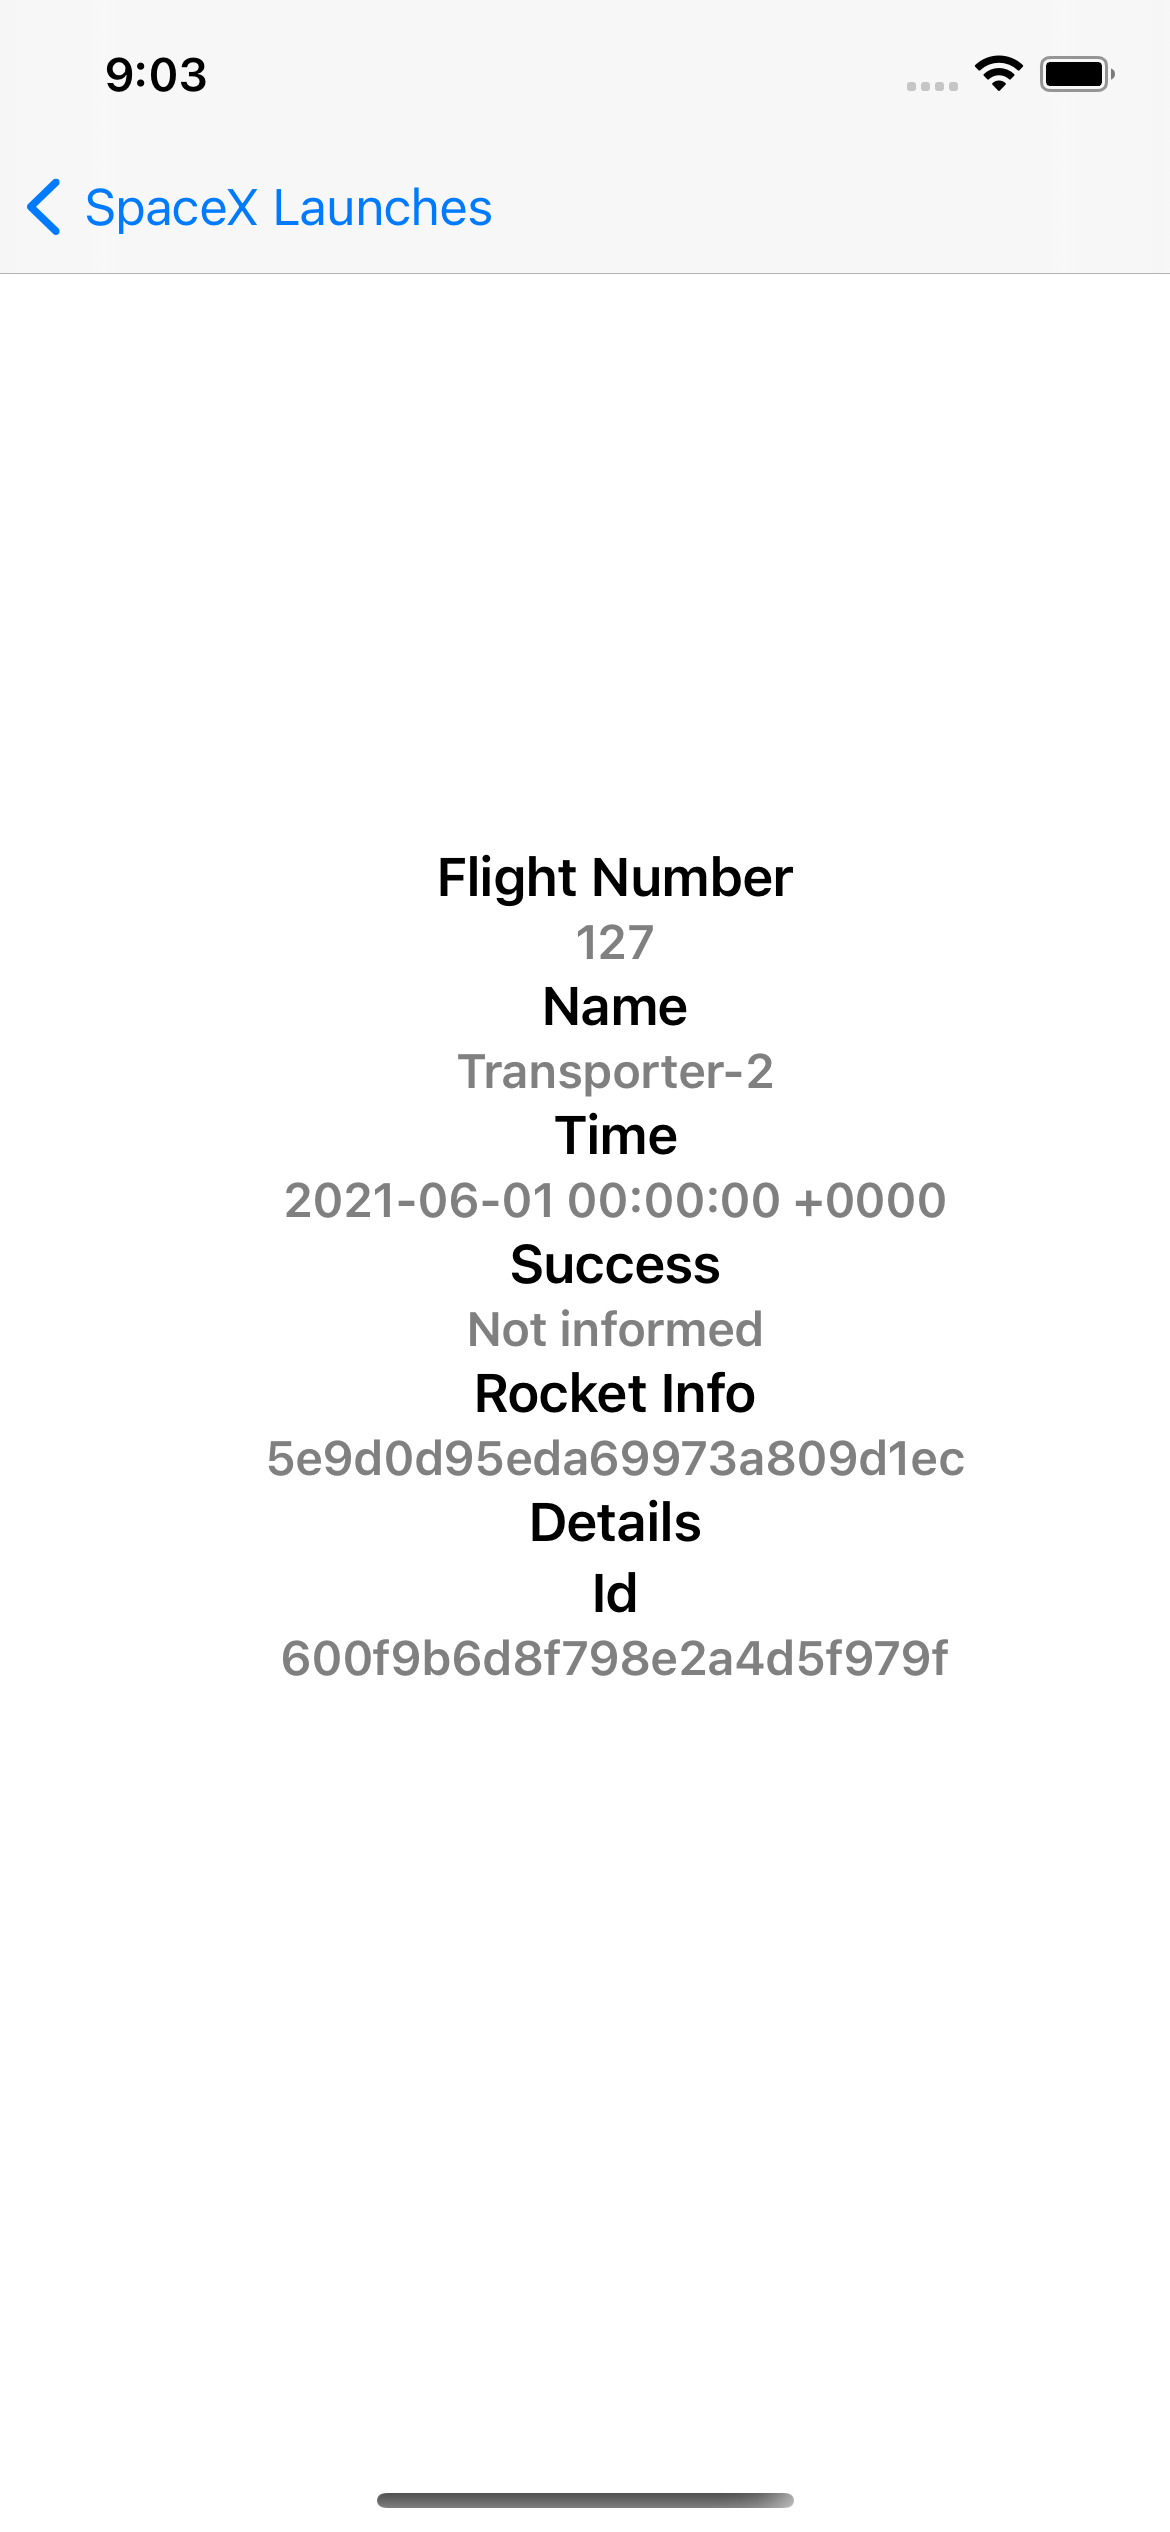 9:03
SpaceX Launches
Flight Number
127
Name
Transporter-2
Time
2021-06-01 00:00:00 +0000
Success
Not informed
Rocket Info
5e9d0d95eda69973a809d1ec
Details
Id
600f9b6d8f798e2a4d5f979f